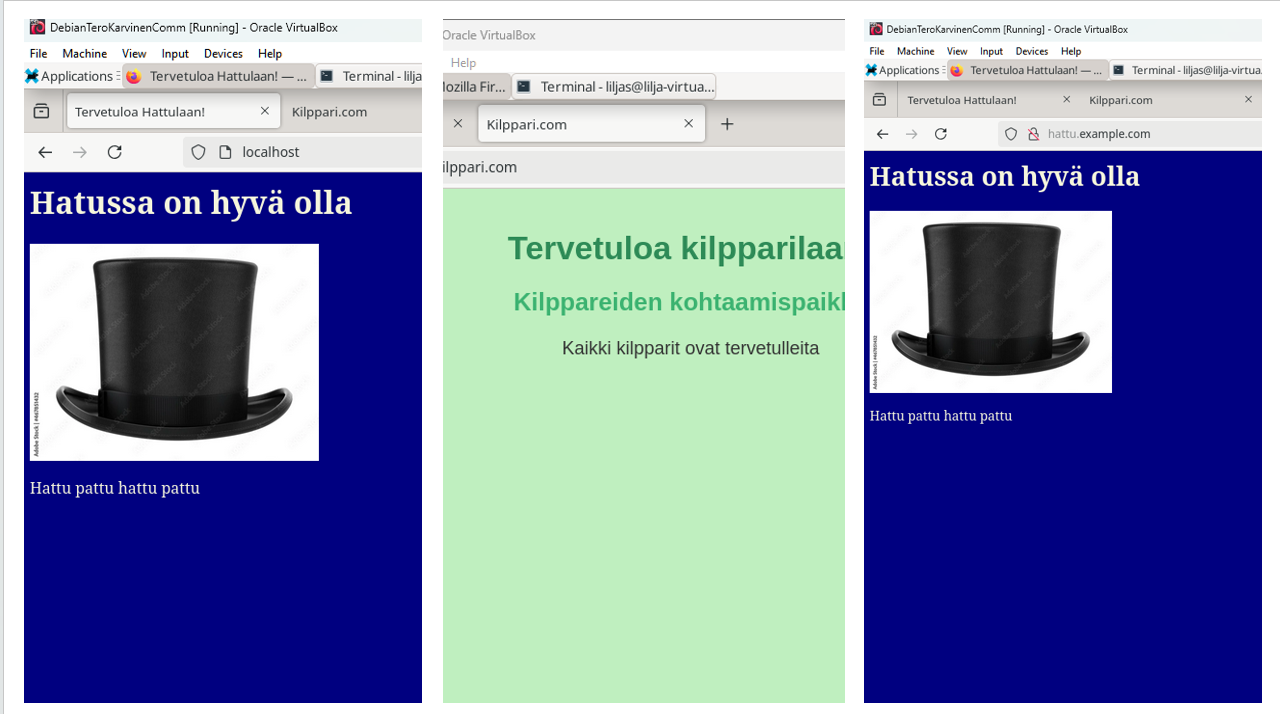 DebianTeroKarvinenComm [Running] - Oracle VirtualBox
File Machine View Input Devices Help
Applications Tervetuloa Hattulaan! — ... Terminal - lilja
Tervetuloa Hattulaan! Kilppari.com
localhost
Hatussa on hyvä olla
Adobe Stock
Hattu pattu hattu pattu
Oracle VirtualBox
Help
Mozilla Fir... Terminal - liljas@lilja-virtua...
Kilppari.com
ilppari.com
Tervetuloa kilpparilaa
Kilppareiden kohtaamispaik
Kaikki kilpparit ovat tervetulleita
DebianTeroKarvinenComm [Running] - Oracle VirtualBox
File Machine View Input Devices Help
Applications Tervetuloa Hattulaan! — ... Terminal - liljas@lilja-virtua.
Tervetuloa Hattulaan! Kilppari.com
hattu.example.com
Hatussa on hyvä olla
Adobe Stock
Hattu pattu hattu pattu